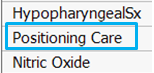 HypopharyngealSx
Positioning Care
Nitric Oxide